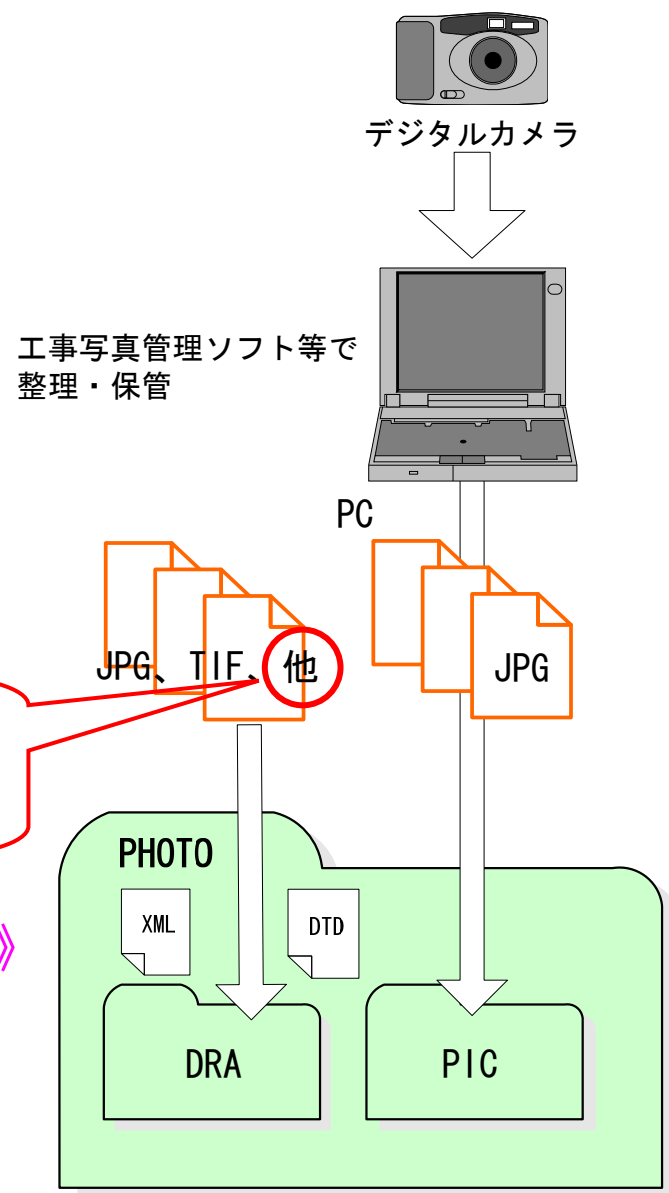 デジタルカメラ
工事写真管理ソフト等で
整理・保管
PC
JPG、TIF、他
JPG
PHOTO
XML
DTD
》
DRA
PIC